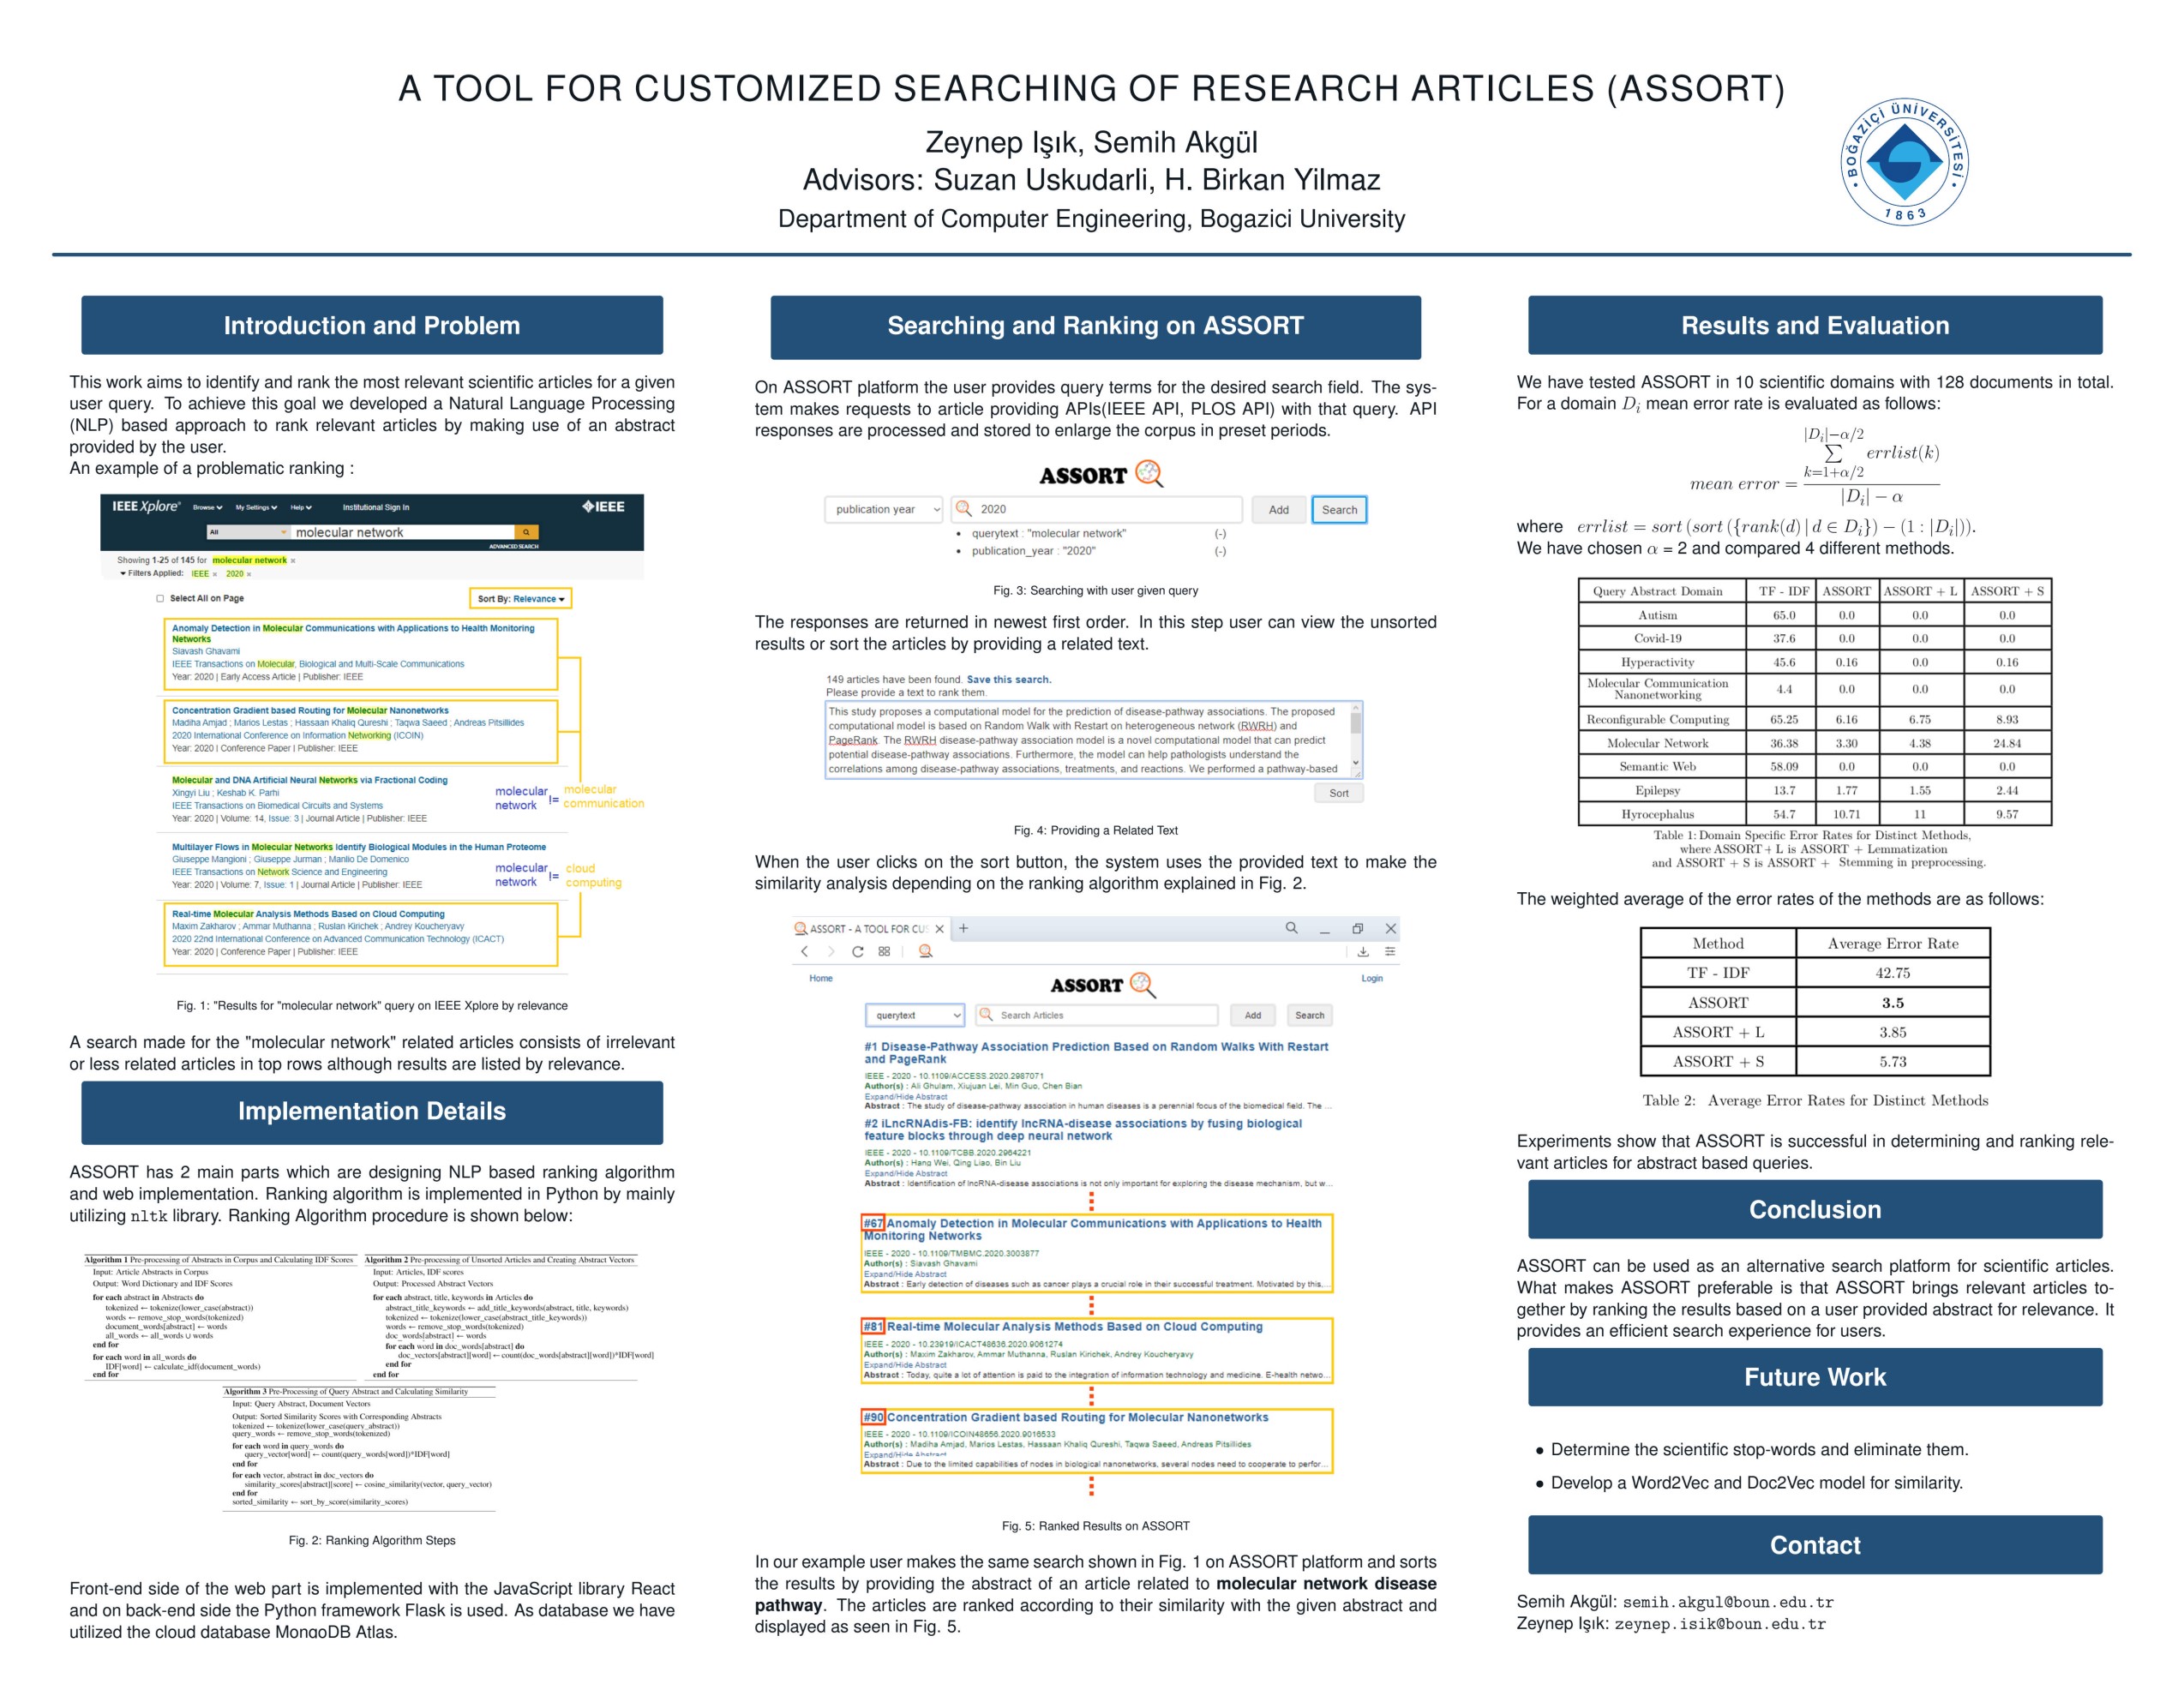 A TOOL FOR CUSTOMIZED SEARCHING OF RESEARCH ARTICLES (ASSORT)
Zeynep Işık, Semih Akgül
Advisors: Suzan Uskudarli, H. Birkan Yilmaz
Department of Computer Engineering, Bogazici University
BOĞAZİÇİ ÜNİVERSİTESİ
1863
Introduction and Problem
This work aims to identify and rank the most relevant scientific articles for a given
user query. To achieve this goal we developed a Natural Language Processing
(NLP) based approach to rank relevant articles by making use of an abstract
provided by the user.
An example of a problematic ranking :
IEEE Xplore® Browse My Settings Help Institutional Sign In IEEE
All molecular network
ADVANCED SEARCH
Showing 1-25 of 145 for molecular network ×
Filters Applied: IEEE × 2020 ×
Select All on Page Sort By: Relevance
Anomaly Detection in Molecular Communications with Applications to Health Monitoring
Networks
Siavash Ghavami
IEEE Transactions on Molecular, Biological and Multi-Scale Communications
Year: 2020 | Early Access Article | Publisher: IEEE
Concentration Gradient based Routing for Molecular Nanonetworks
Madiha Amjad ; Marios Lestas ; Hassaan Khaliq Qureshi ; Taqwa Saeed ; Andreas Pitsillides
2020 International Conference on Information Networking (ICOIN)
Year: 2020 | Conference Paper | Publisher: IEEE
Molecular and DNA Artificial Neural Networks via Fractional Coding
Xingyi Liu ; Keshab K. Parhi
IEEE Transactions on Biomedical Circuits and Systems
Year: 2020 | Volume: 14, Issue: 3 | Journal Article | Publisher: IEEE
molecular network != molecular communication
Multilayer Flows in Molecular Networks Identify Biological Modules in the Human Proteome
Giuseppe Mangioni ; Giuseppe Jurman ; Manlio De Domenico
IEEE Transactions on Network Science and Engineering
Year: 2020 | Volume: 7, Issue: 1 | Journal Article | Publisher: IEEE
molecular network != cloud computing
Real-time Molecular Analysis Methods Based on Cloud Computing
Maxim Zakharov ; Ammar Muthanna ; Ruslan Kirichek ; Andrey Koucheryavy
2020 22nd International Conference on Advanced Communication Technology (ICACT)
Year: 2020 | Conference Paper | Publisher: IEEE
Fig. 1: "Results for "molecular network" query on IEEE Xplore by relevance
A search made for the "molecular network" related articles consists of irrelevant
or less related articles in top rows although results are listed by relevance.
Implementation Details
ASSORT has 2 main parts which are designing NLP based ranking algorithm
and web implementation. Ranking algorithm is implemented in Python by mainly
utilizing nltk library. Ranking Algorithm procedure is shown below:
Algorithm 1 Pre-processing of Abstracts in Corpus and Calculating IDF Scores
Input: Article Abstracts in Corpus
Output: Word Dictionary and IDF Scores
for each abstract in Abstracts do
tokenized ← tokenize(lower_case(abstract))
words ← remove_stop_words(tokenized)
document_words[abstract] ← words
all_words ← all_words ∪ words
end for
for each word in all_words do
IDF[word] ← calculate_idf(document_words)
end for
Algorithm 2 Pre-processing of Unsorted Articles and Creating Abstract Vectors
Input: Articles, IDF scores
Output: Processed Abstract Vectors
for each abstract, title, keywords in Articles do
abstract_title_keywords ← add_title_keywords(abstract, title, keywords)
tokenized ← tokenize(lower_case(abstract_title_keywords))
words ← remove_stop_words(tokenized)
doc_words[abstract] ← words
for each word in doc_words[abstract] do
doc_vectors[abstract][word] ← count(doc_words[abstract][word])*IDF[word]
end for
end for
Algorithm 3 Pre-Processing of Query Abstract and Calculating Similarity
Input: Query Abstract, Document Vectors
Output: Sorted Similarity Scores with Corresponding Abstracts
tokenized ← tokenize(lower_case(query_abstract))
query_words ← remove_stop_words(tokenized)
for each word in query_words do
query_vector[word] ← count(query_words[word])*IDF[word]
end for
for each vector, abstract in doc_vectors do
similarity_scores[abstract][score] ← cosine_similarity(vector, query_vector)
end for
sorted_similarity ← sort_by_score(similarity_scores)
Fig. 2: Ranking Algorithm Steps
Front-end side of the web part is implemented with the JavaScript library React
and on back-end side the Python framework Flask is used. As database we have
utilized the cloud database MongoDB Atlas.
Searching and Ranking on ASSORT
On ASSORT platform the user provides query terms for the desired search field. The sys-
tem makes requests to article providing APIs(IEEE API, PLOS API) with that query. API
responses are processed and stored to enlarge the corpus in preset periods.
ASSORT
publication year 2020 Add Search
• querytext : "molecular network" (-)
• publication_year : "2020" (-)
Fig. 3: Searching with user given query
The responses are returned in newest first order. In this step user can view the unsorted
results or sort the articles by providing a related text.
149 articles have been found. Save this search.
Please provide a text to rank them.
This study proposes a computational model for the prediction of disease-pathway associations. The proposed
computational model is based on Random Walk with Restart on heterogeneous network (RWRH) and
PageRank. The RWRH disease-pathway association model is a novel computational model that can predict
potential disease-pathway associations. Furthermore, the model can help pathologists understand the
correlations among disease-pathway associations, treatments, and reactions. We performed a pathway-based
Sort
Fig. 4: Providing a Related Text
When the user clicks on the sort button, the system uses the provided text to make the
similarity analysis depending on the ranking algorithm explained in Fig. 2.
ASSORT - A TOOL FOR CUS
Home ASSORT Login
querytext Search Articles Add Search
#1 Disease-Pathway Association Prediction Based on Random Walks With Restart
and PageRank
IEEE - 2020 - 10.1109/ACCESS.2020.2987071
Author(s) : Ali Ghulam, Xiujuan Lei, Min Guo, Chen Bian
Expand/Hide Abstract
Abstract : The study of disease-pathway association in human diseases is a perennial focus of the biomedical field. The ...
#2 iLncRNAdis-FB: identify lncRNA-disease associations by fusing biological
feature blocks through deep neural network
IEEE - 2020 - 10.1109/TCBB.2020.2964221
Author(s) : Hang Wei, Qing Liao, Bin Liu
Expand/Hide Abstract
Abstract : Identification of lncRNA-disease associations is not only important for exploring the disease mechanism, but w...
#67 Anomaly Detection in Molecular Communications with Applications to Health
Monitoring Networks
IEEE - 2020 - 10.1109/TMBMC.2020.3003877
Author(s) : Siavash Ghavami
Expand/Hide Abstract
Abstract : Early detection of diseases such as cancer plays a crucial role in their successful treatment. Motivated by this,...
#81 Real-time Molecular Analysis Methods Based on Cloud Computing
IEEE - 2020 - 10.23919/ICACT48636.2020.9061274
Author(s) : Maxim Zakharov, Ammar Muthanna, Ruslan Kirichek, Andrey Koucheryavy
Expand/Hide Abstract
Abstract : Today, quite a lot of attention is paid to the integration of information technology and medicine. E-health netwo...
#90 Concentration Gradient based Routing for Molecular Nanonetworks
IEEE - 2020 - 10.1109/ICOIN48656.2020.9016533
Author(s) : Madiha Amjad, Marios Lestas, Hassaan Khaliq Qureshi, Taqwa Saeed, Andreas Pitsillides
Expand/Hide Abstract
Abstract : Due to the limited capabilities of nodes in biological nanonetworks, several nodes need to cooperate to perfor...
Fig. 5: Ranked Results on ASSORT
In our example user makes the same search shown in Fig. 1 on ASSORT platform and sorts
the results by providing the abstract of an article related to molecular network disease
pathway. The articles are ranked according to their similarity with the given abstract and
displayed as seen in Fig. 5.
Results and Evaluation
We have tested ASSORT in 10 scientific domains with 128 documents in total.
For a domain Di mean error rate is evaluated as follows:
|Di|−α/2
∑ errlist(k)
k=1+α/2
mean error =
|Di| − α
where errlist = sort (sort ({rank(d) | d ∈ Di}) − (1 : |Di|)).
We have chosen α = 2 and compared 4 different methods.
Query Abstract Domain TF - IDF ASSORT ASSORT + L ASSORT + S
Autism 65.0 0.0 0.0 0.0
Covid-19 37.6 0.0 0.0 0.0
Hyperactivity 45.6 0.16 0.0 0.16
Molecular Communication
Nanonetworking 4.4 0.0 0.0 0.0
Reconfigurable Computing 65.25 6.16 6.75 8.93
Molecular Network 36.38 3.30 4.38 24.84
Semantic Web 58.09 0.0 0.0 0.0
Epilepsy 13.7 1.77 1.55 2.44
Hyrocephalus 54.7 10.71 11 9.57
Table 1: Domain Specific Error Rates for Distinct Methods,
where ASSORT + L is ASSORT + Lemmatization
and ASSORT + S is ASSORT + Stemming in preprocessing.
The weighted average of the error rates of the methods are as follows:
Method Average Error Rate
TF - IDF 42.75
ASSORT 3.5
ASSORT + L 3.85
ASSORT + S 5.73
Table 2: Average Error Rates for Distinct Methods
Experiments show that ASSORT is successful in determining and ranking rele-
vant articles for abstract based queries.
Conclusion
ASSORT can be used as an alternative search platform for scientific articles.
What makes ASSORT preferable is that ASSORT brings relevant articles to-
gether by ranking the results based on a user provided abstract for relevance. It
provides an efficient search experience for users.
Future Work
• Determine the scientific stop-words and eliminate them.
• Develop a Word2Vec and Doc2Vec model for similarity.
Contact
Semih Akgül: semih.akgul@boun.edu.tr
Zeynep Işık: zeynep.isik@boun.edu.tr